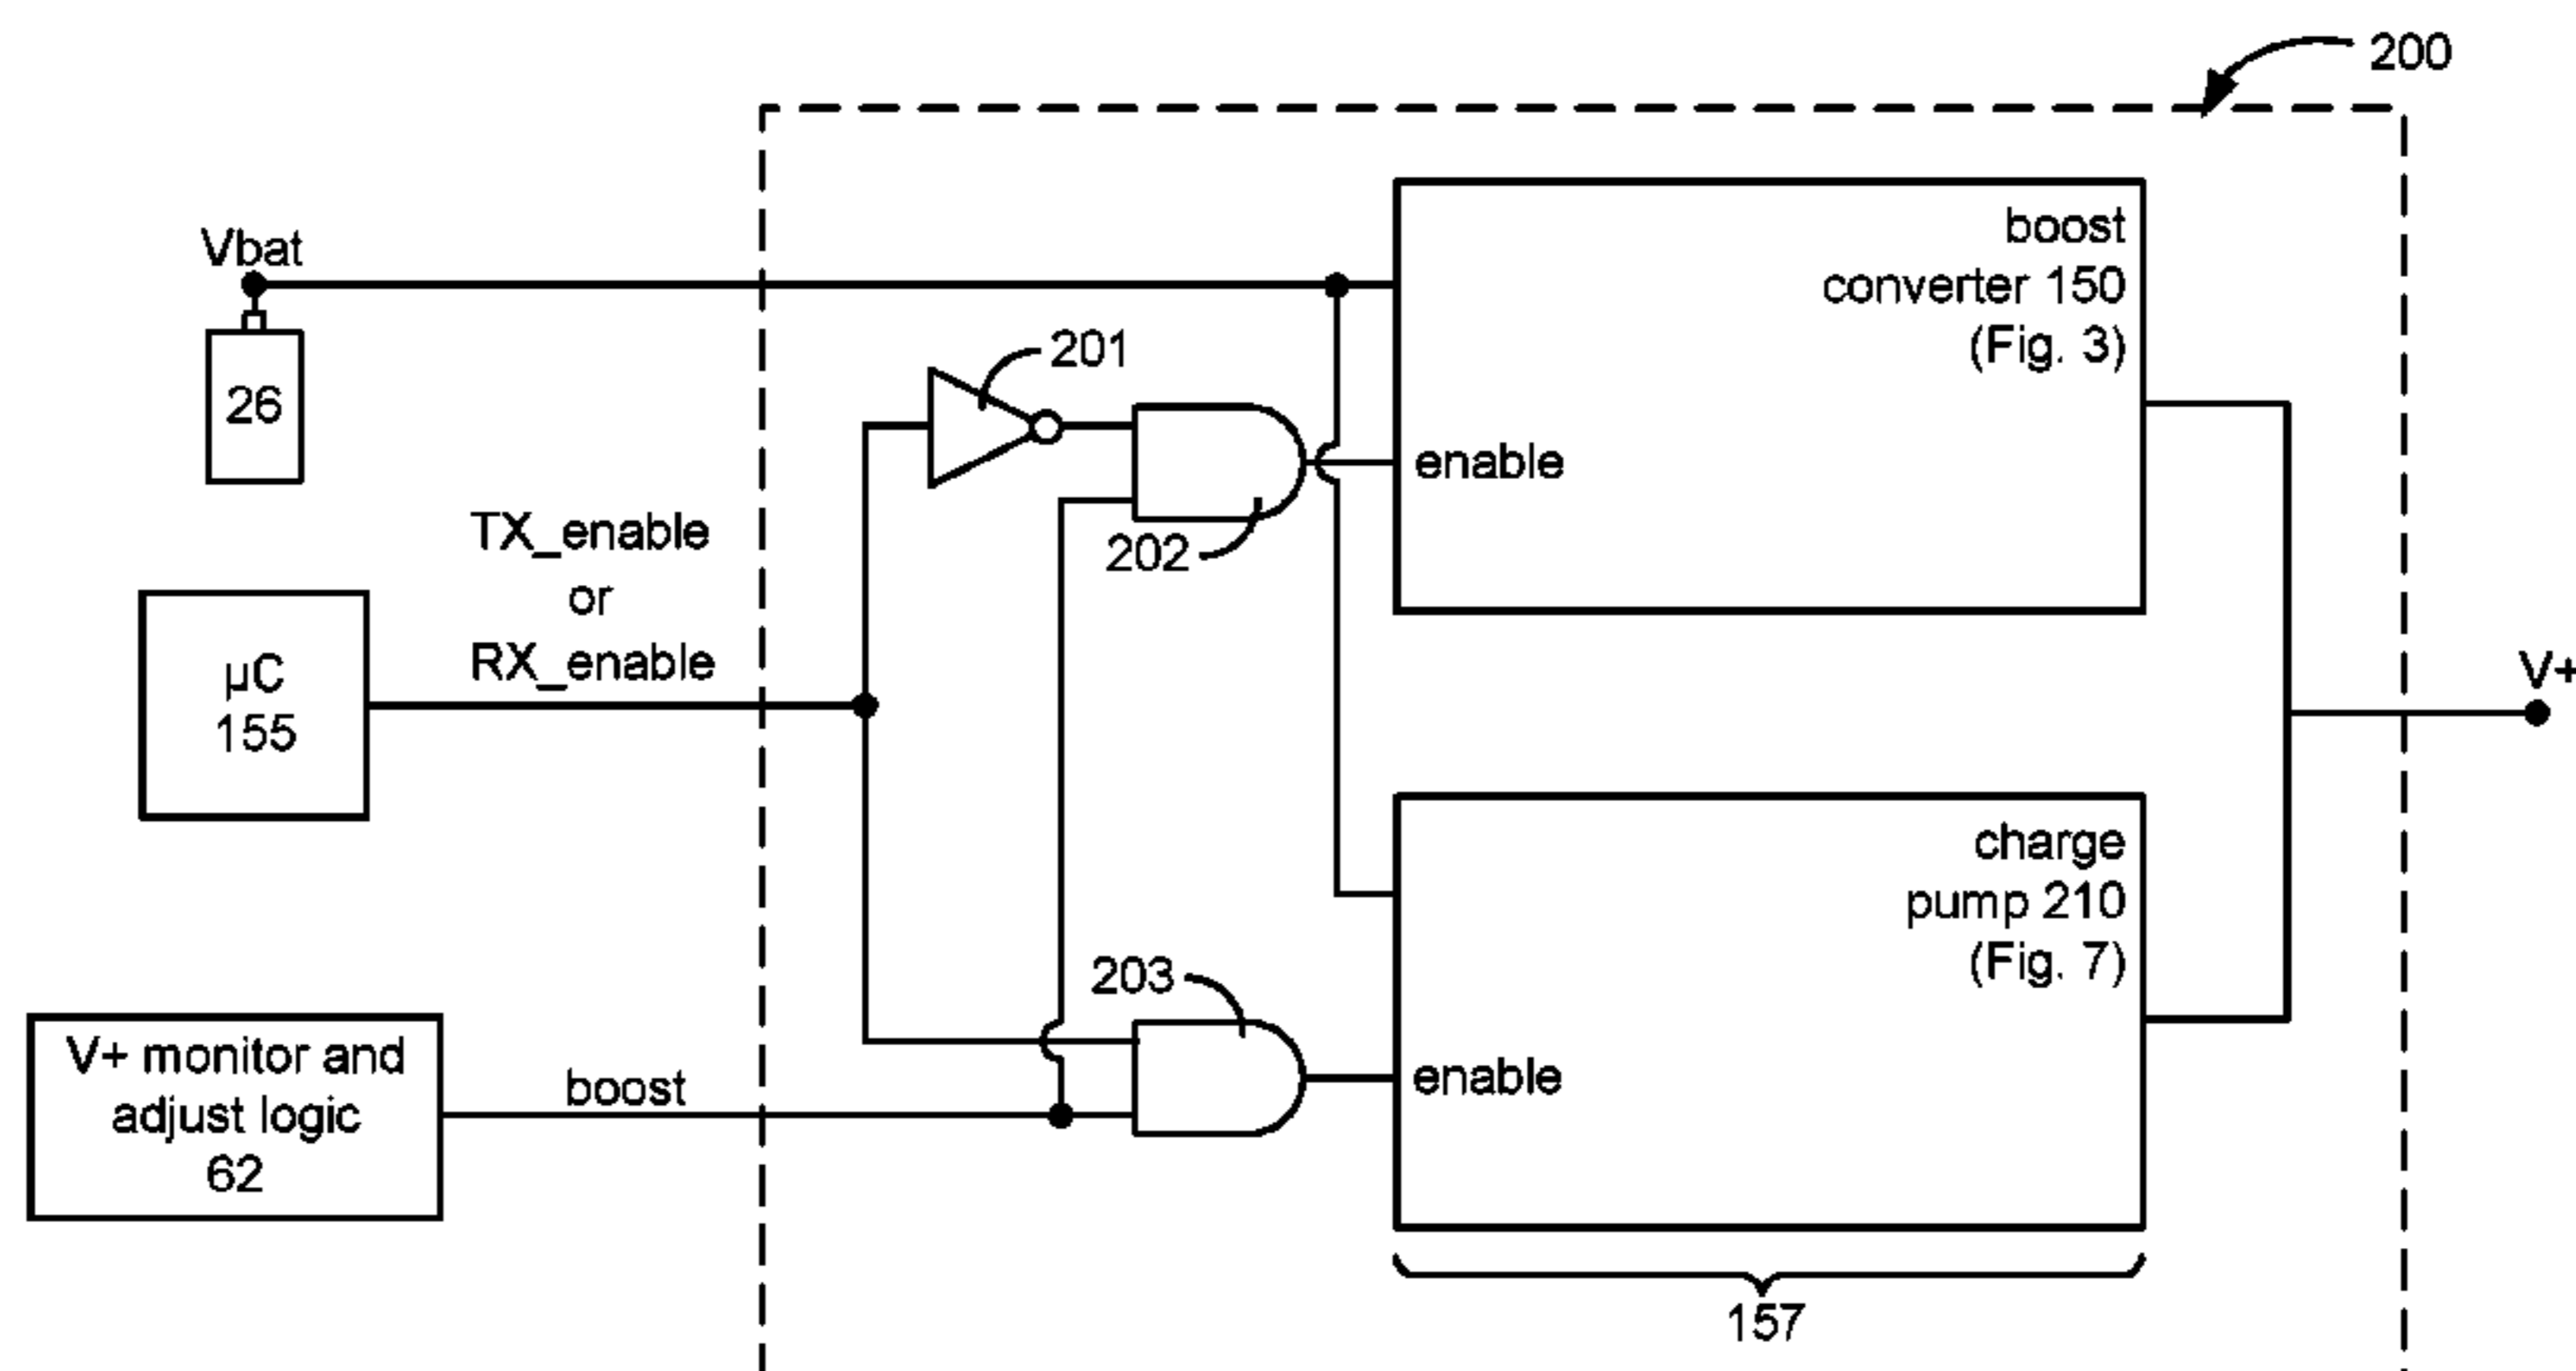 200
Vbat
26
boost
converter 150
(Fig. 3)
201
enable
202
TX_enable
or
RX_enable
µC
155
V+
charge
pump 210
(Fig. 7)
203
enable
V+ monitor and
adjust logic
62
boost
157